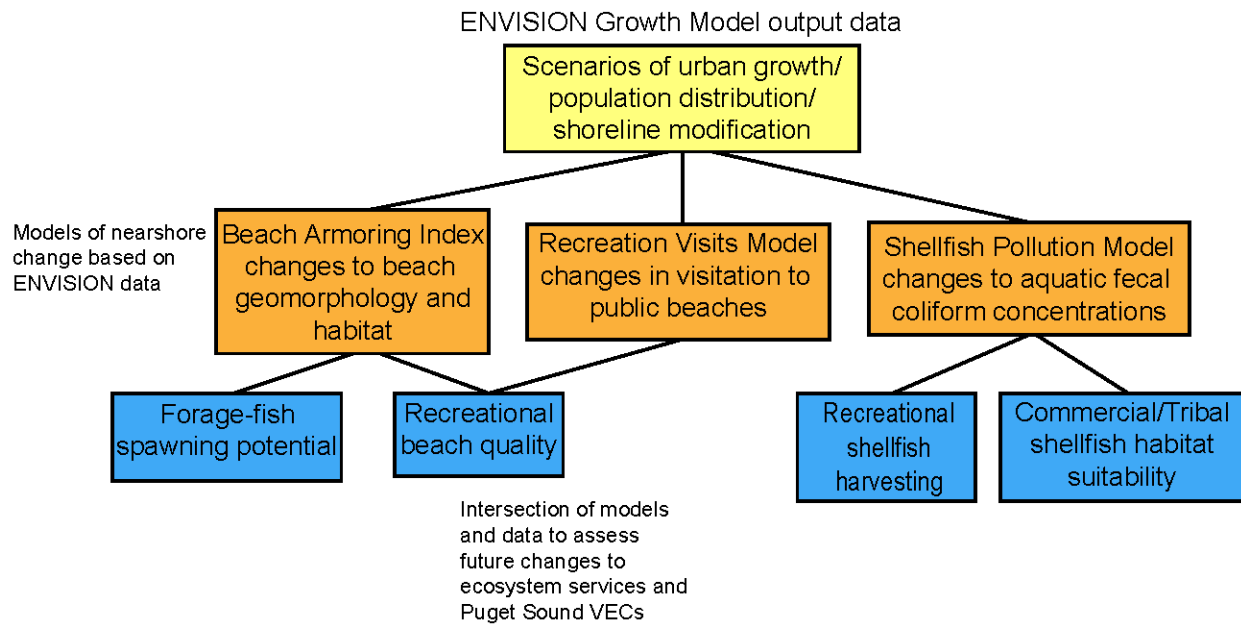 ENVISION Growth Model output data
Scenarios of urban growth/
population distribution/
shoreline modification
Models of nearshore
change based on
ENVISION data
Beach Armoring Index
changes to beach
geomorphology and
habitat
Recreation Visits Model
changes in visitation to
public beaches
Shellfish Pollution Model
changes to aquatic fecal
coliform concentrations
Forage-fish
spawning potential
Recreational
beach quality
Recreational
shellfish
harvesting
Commercial/Tribal
shellfish habitat
suitability
Intersection of models
and data to assess
future changes to
ecosystem services and
Puget Sound VECs